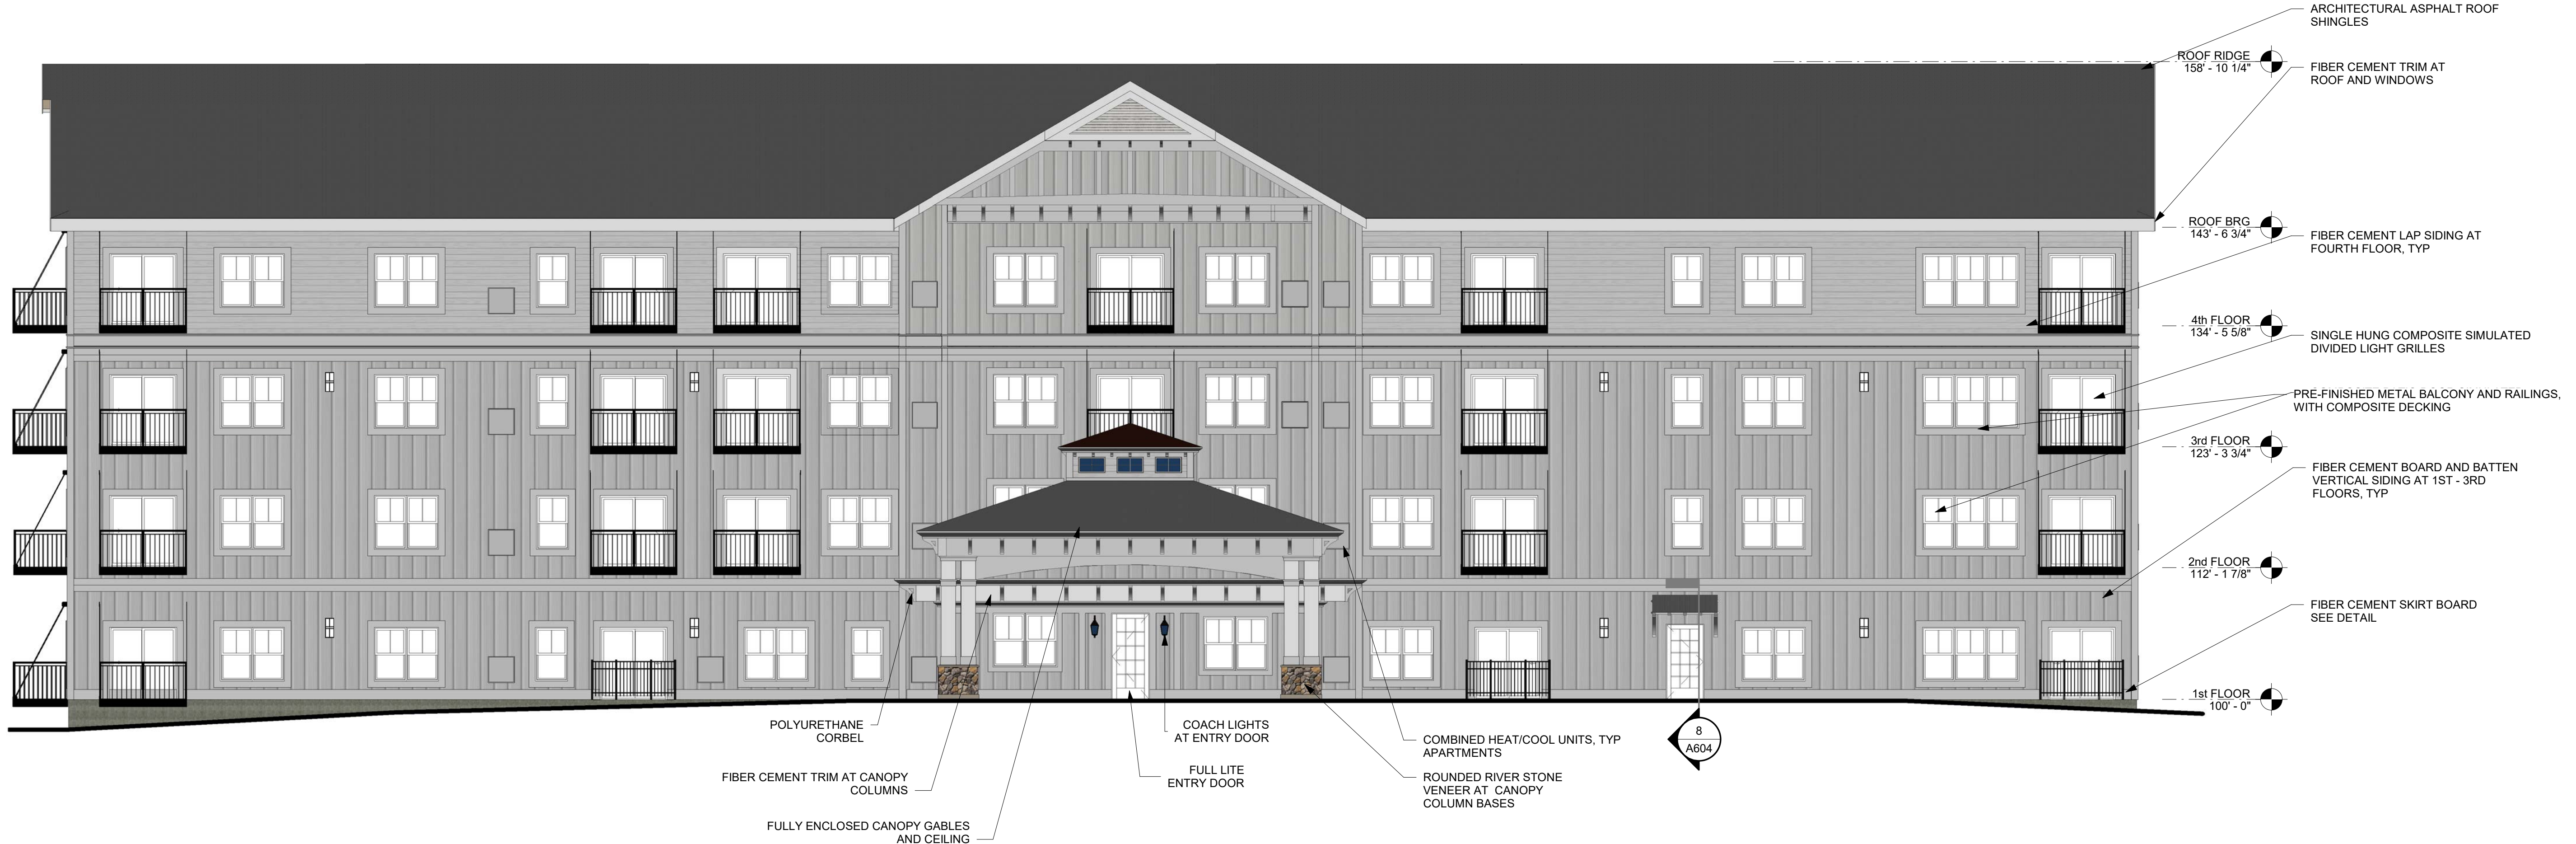 ARCHITECTURAL ASPHALT ROOF
SHINGLES
ROOF RIDGE
158' - 10 1/4"
FIBER CEMENT TRIM AT
ROOF AND WINDOWS
ROOF BRG
143' - 6 3/4"
FIBER CEMENT LAP SIDING AT
FOURTH FLOOR, TYP
4th FLOOR
134' - 5 5/8"
SINGLE HUNG COMPOSITE SIMULATED
DIVIDED LIGHT GRILLES
PRE-FINISHED METAL BALCONY AND RAILINGS,
WITH COMPOSITE DECKING
3rd FLOOR
123' - 3 3/4"
FIBER CEMENT BOARD AND BATTEN
VERTICAL SIDING AT 1ST - 3RD
FLOORS, TYP
2nd FLOOR
112' - 1 7/8"
FIBER CEMENT SKIRT BOARD
SEE DETAIL
1st FLOOR
100' - 0"
POLYURETHANE
CORBEL
COACH LIGHTS
AT ENTRY DOOR
COMBINED HEAT/COOL UNITS, TYP
APARTMENTS
8
A604
FIBER CEMENT TRIM AT CANOPY
COLUMNS
FULL LITE
ENTRY DOOR
ROUNDED RIVER STONE
VENEER AT CANOPY
COLUMN BASES
FULLY ENCLOSED CANOPY GABLES
AND CEILING